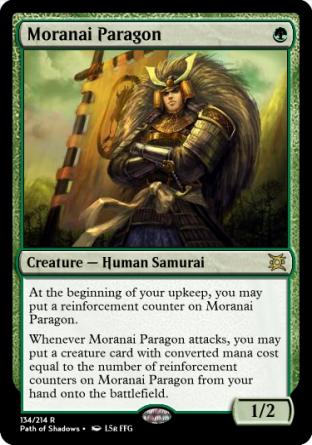 Moranai Paragon
Creature — Human Samurai
At the beginning of your upkeep, you may
put a reinforcement counter on Moranai
Paragon.
Whenever Moranai Paragon attacks, you may
put a creature card with converted mana cost
equal to the number of reinforcement
counters on Moranai Paragon from your
hand onto the battlefield.
1/2
134/214 R
Path of Shadows • L5R FFG